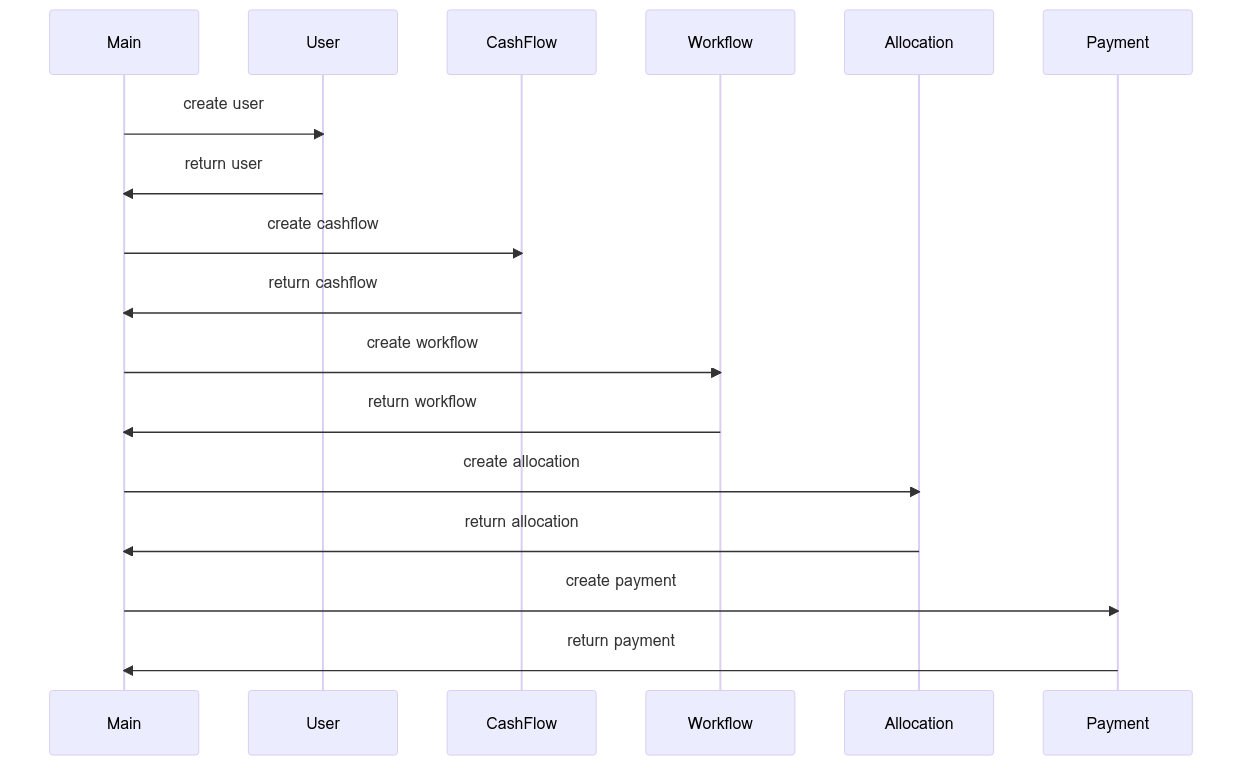 Main
User
CashFlow
Workflow
Allocation
Payment
create user
return user
create cashflow
return cashflow
create workflow
return workflow
create allocation
return allocation
create payment
return payment
Main
User
CashFlow
Workflow
Allocation
Payment